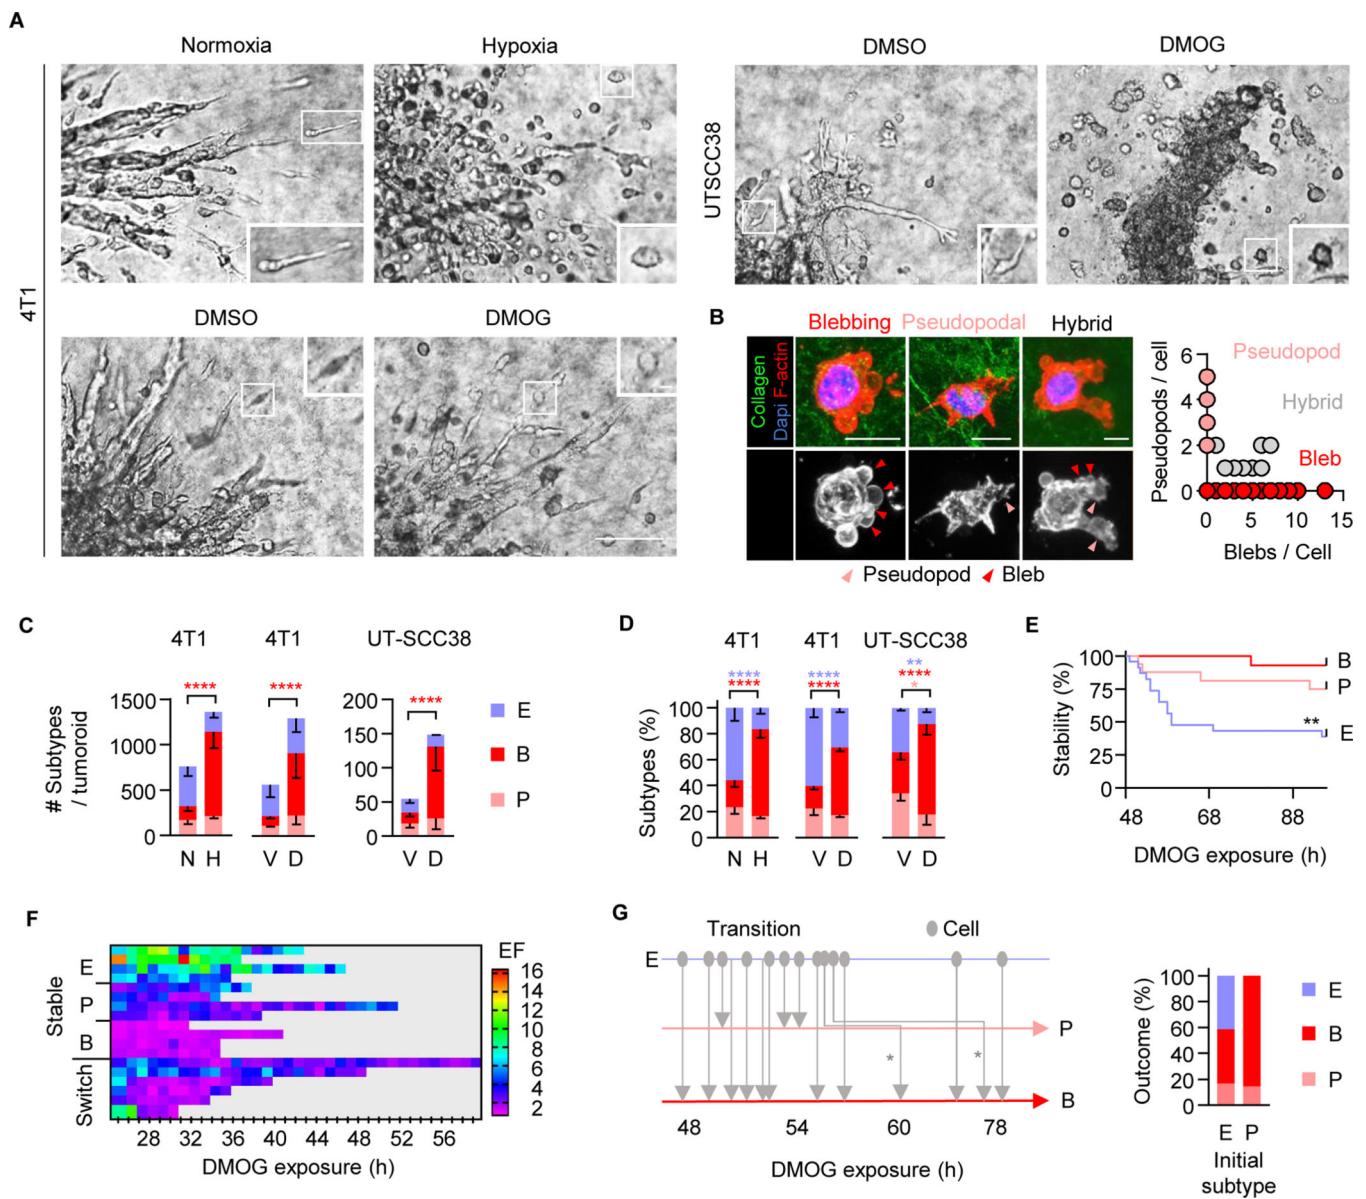 A
Normoxia
Hypoxia
DMSO
DMOG
4T1
UTSCC38
DMSO
DMOG
B
Blebbing
Pseudopodal
Hybrid
Collagen
Dapi F-actin
Pseudopod
Bleb
Pseudopods / cell
6
4
2
0
Pseudopod
Hybrid
Bleb
0
5
10
15
Blebs / Cell
C
4T1
4T1
UT-SCC38
****
****
****
# Subtypes
/ tumoroid
1500
1000
500
0
200
150
100
50
0
N H
V D
V D
E
B
P
D
4T1
4T1
UT-SCC38
****
****
****
****
**
****
*
Subtypes (%)
100
80
60
40
20
0
N H
V D
V D
E
B
P
E
Stability (%)
100
75
50
25
0
B
P
**
E
48
68
88
DMOG exposure (h)
F
Stable
Switch
E
P
B
EF
16
14
12
10
8
6
4
2
28 32 36 40 44 48 52 56
DMOG exposure (h)
G
Transition
Cell
E
P
*
*
B
48
54
60
78
DMOG exposure (h)
Outcome (%)
100
80
60
40
20
0
E
B
P
E P
Initial
subtype